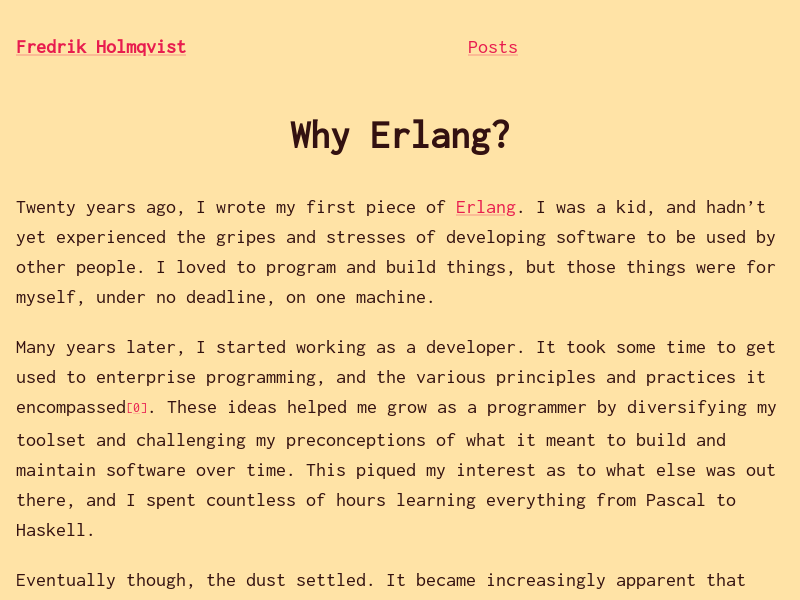 Fredrik Holmqvist
Posts
Why Erlang?
Twenty years ago, I wrote my first piece of Erlang. I was a kid, and hadn’t
yet experienced the gripes and stresses of developing software to be used by
other people. I loved to program and build things, but those things were for
myself, under no deadline, on one machine.
Many years later, I started working as a developer. It took some time to get
used to enterprise programming, and the various principles and practices it
encompassed[0]. These ideas helped me grow as a programmer by diversifying my
toolset and challenging my preconceptions of what it meant to build and
maintain software over time. This piqued my interest as to what else was out
there, and I spent countless of hours learning everything from Pascal to
Haskell.
Eventually though, the dust settled. It became increasingly apparent that